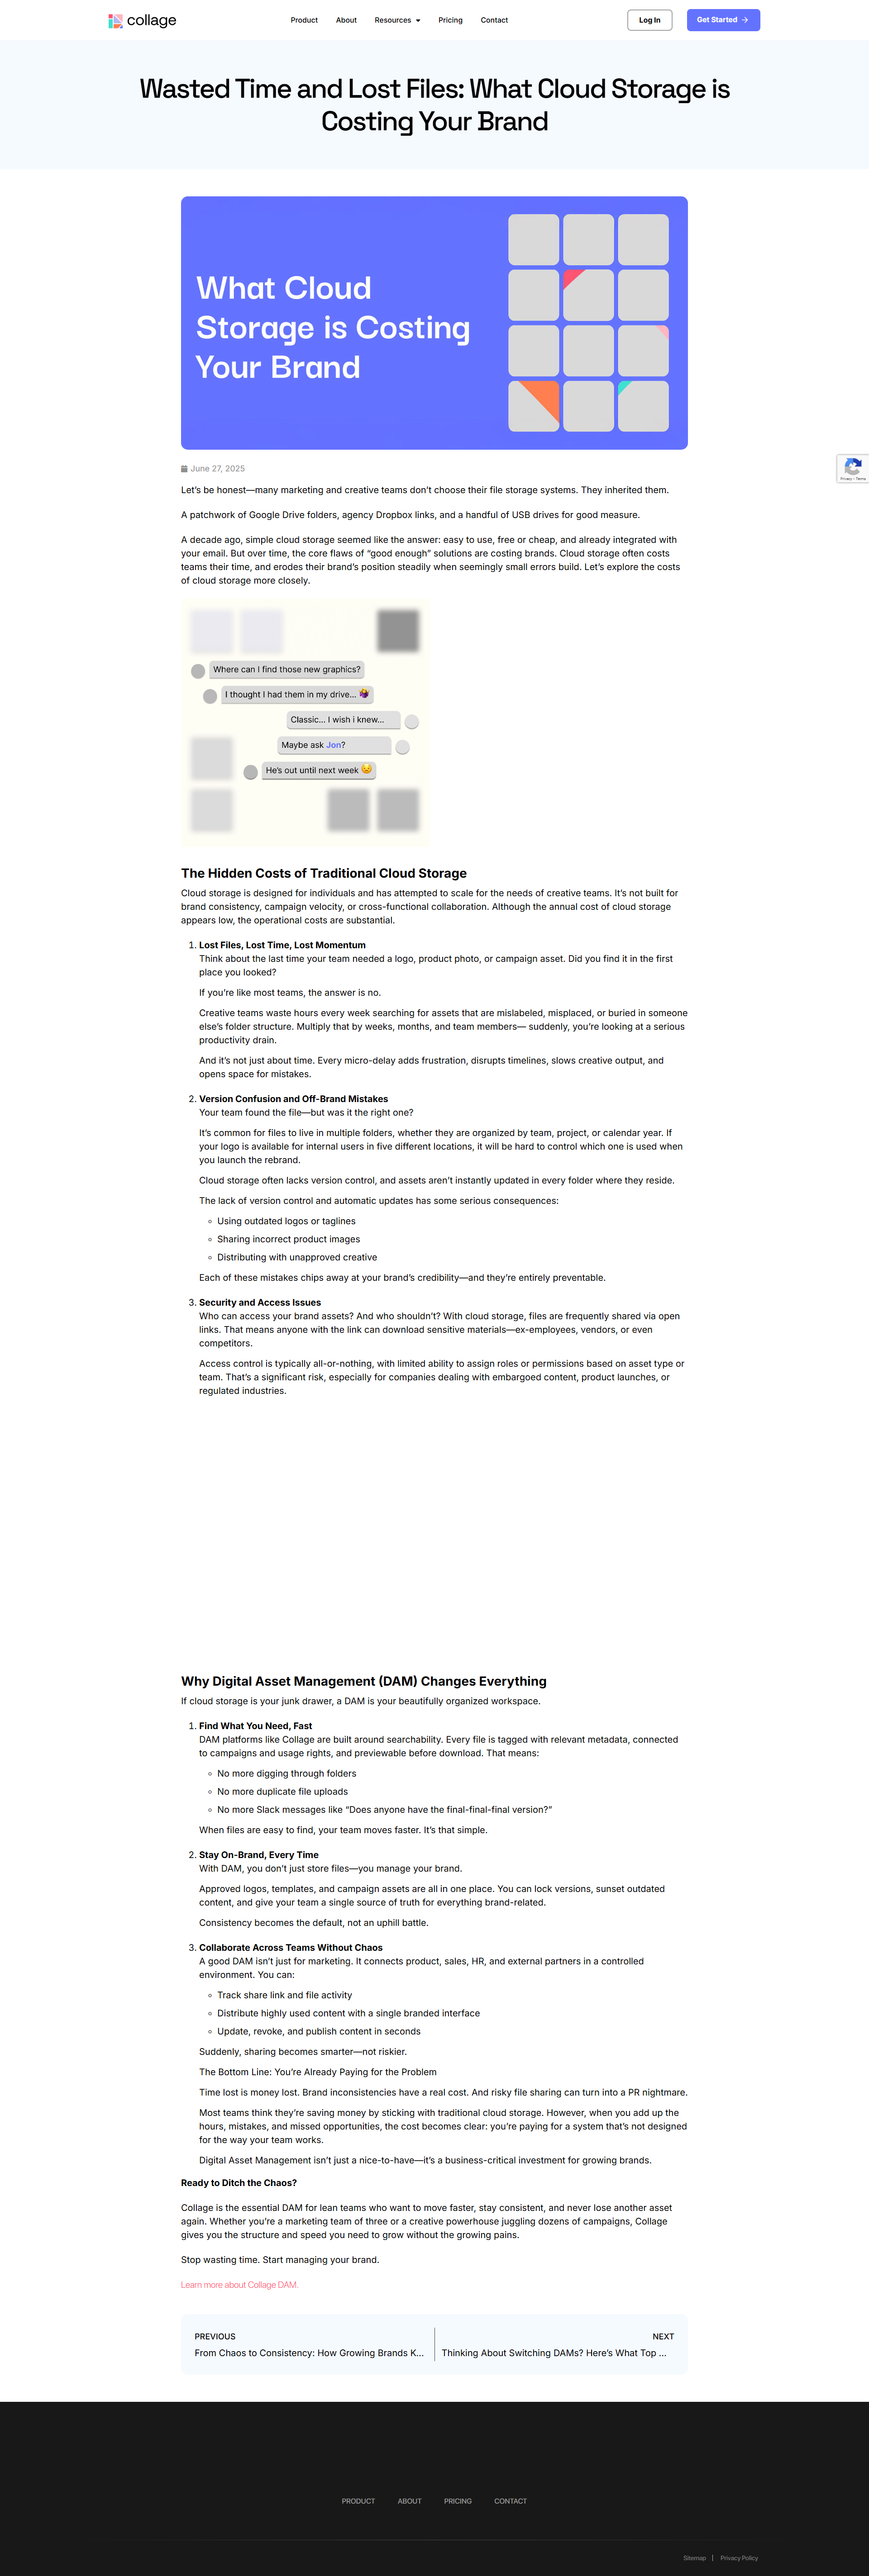 collage
Product About Resources Pricing Contact
Log In
Get Started
Wasted Time and Lost Files: What Cloud Storage is
Costing Your Brand
What Cloud
Storage is Costing
Your Brand
June 27, 2025
Privacy - Terms
Let’s be honest—many marketing and creative teams don’t choose their file storage systems. They inherited them.
A patchwork of Google Drive folders, agency Dropbox links, and a handful of USB drives for good measure.
A decade ago, simple cloud storage seemed like the answer: easy to use, free or cheap, and already integrated with
your email. But over time, the core flaws of “good enough” solutions are costing brands. Cloud storage often costs
teams their time, and erodes their brand’s position steadily when seemingly small errors build. Let’s explore the costs
of cloud storage more closely.
Where can I find those new graphics?
I thought I had them in my drive...
Classic... I wish i knew...
Maybe ask Jon?
He’s out until next week 😥
The Hidden Costs of Traditional Cloud Storage
Cloud storage is designed for individuals and has attempted to scale for the needs of creative teams. It’s not built for
brand consistency, campaign velocity, or cross-functional collaboration. Although the annual cost of cloud storage
appears low, the operational costs are substantial.
1. Lost Files, Lost Time, Lost Momentum
Think about the last time your team needed a logo, product photo, or campaign asset. Did you find it in the first
place you looked?
If you’re like most teams, the answer is no.
Creative teams waste hours every week searching for assets that are mislabeled, misplaced, or buried in someone
else’s folder structure. Multiply that by weeks, months, and team members— suddenly, you’re looking at a serious
productivity drain.
And it’s not just about time. Every micro-delay adds frustration, disrupts timelines, slows creative output, and
opens space for mistakes.
2. Version Confusion and Off-Brand Mistakes
Your team found the file—but was it the right one?
It’s common for files to live in multiple folders, whether they are organized by team, project, or calendar year. If
your logo is available for internal users in five different locations, it will be hard to control which one is used when
you launch the rebrand.
Cloud storage often lacks version control, and assets aren’t instantly updated in every folder where they reside.
The lack of version control and automatic updates has some serious consequences:
◦ Using outdated logos or taglines
◦ Sharing incorrect product images
◦ Distributing with unapproved creative
Each of these mistakes chips away at your brand’s credibility—and they’re entirely preventable.
3. Security and Access Issues
Who can access your brand assets? And who shouldn’t? With cloud storage, files are frequently shared via open
links. That means anyone with the link can download sensitive materials—ex-employees, vendors, or even
competitors.
Access control is typically all-or-nothing, with limited ability to assign roles or permissions based on asset type or
team. That’s a significant risk, especially for companies dealing with embargoed content, product launches, or
regulated industries.
Why Digital Asset Management (DAM) Changes Everything
If cloud storage is your junk drawer, a DAM is your beautifully organized workspace.
1. Find What You Need, Fast
DAM platforms like Collage are built around searchability. Every file is tagged with relevant metadata, connected
to campaigns and usage rights, and previewable before download. That means:
◦ No more digging through folders
◦ No more duplicate file uploads
◦ No more Slack messages like “Does anyone have the final-final-final version?”
When files are easy to find, your team moves faster. It’s that simple.
2. Stay On-Brand, Every Time
With DAM, you don’t just store files—you manage your brand.
Approved logos, templates, and campaign assets are all in one place. You can lock versions, sunset outdated
content, and give your team a single source of truth for everything brand-related.
Consistency becomes the default, not an uphill battle.
3. Collaborate Across Teams Without Chaos
A good DAM isn’t just for marketing. It connects product, sales, HR, and external partners in a controlled
environment. You can:
◦ Track share link and file activity
◦ Distribute highly used content with a single branded interface
◦ Update, revoke, and publish content in seconds
Suddenly, sharing becomes smarter—not riskier.
The Bottom Line: You’re Already Paying for the Problem
Time lost is money lost. Brand inconsistencies have a real cost. And risky file sharing can turn into a PR nightmare.
Most teams think they’re saving money by sticking with traditional cloud storage. However, when you add up the
hours, mistakes, and missed opportunities, the cost becomes clear: you’re paying for a system that’s not designed
for the way your team works.
Digital Asset Management isn’t just a nice-to-have—it’s a business-critical investment for growing brands.
Ready to Ditch the Chaos?
Collage is the essential DAM for lean teams who want to move faster, stay consistent, and never lose another asset
again. Whether you’re a marketing team of three or a creative powerhouse juggling dozens of campaigns, Collage
gives you the structure and speed you need to grow without the growing pains.
Stop wasting time. Start managing your brand.
Learn more about Collage DAM.
PREVIOUS
From Chaos to Consistency: How Growing Brands K...
NEXT
Thinking About Switching DAMs? Here’s What Top ...
PRODUCT ABOUT PRICING CONTACT
Sitemap | Privacy Policy